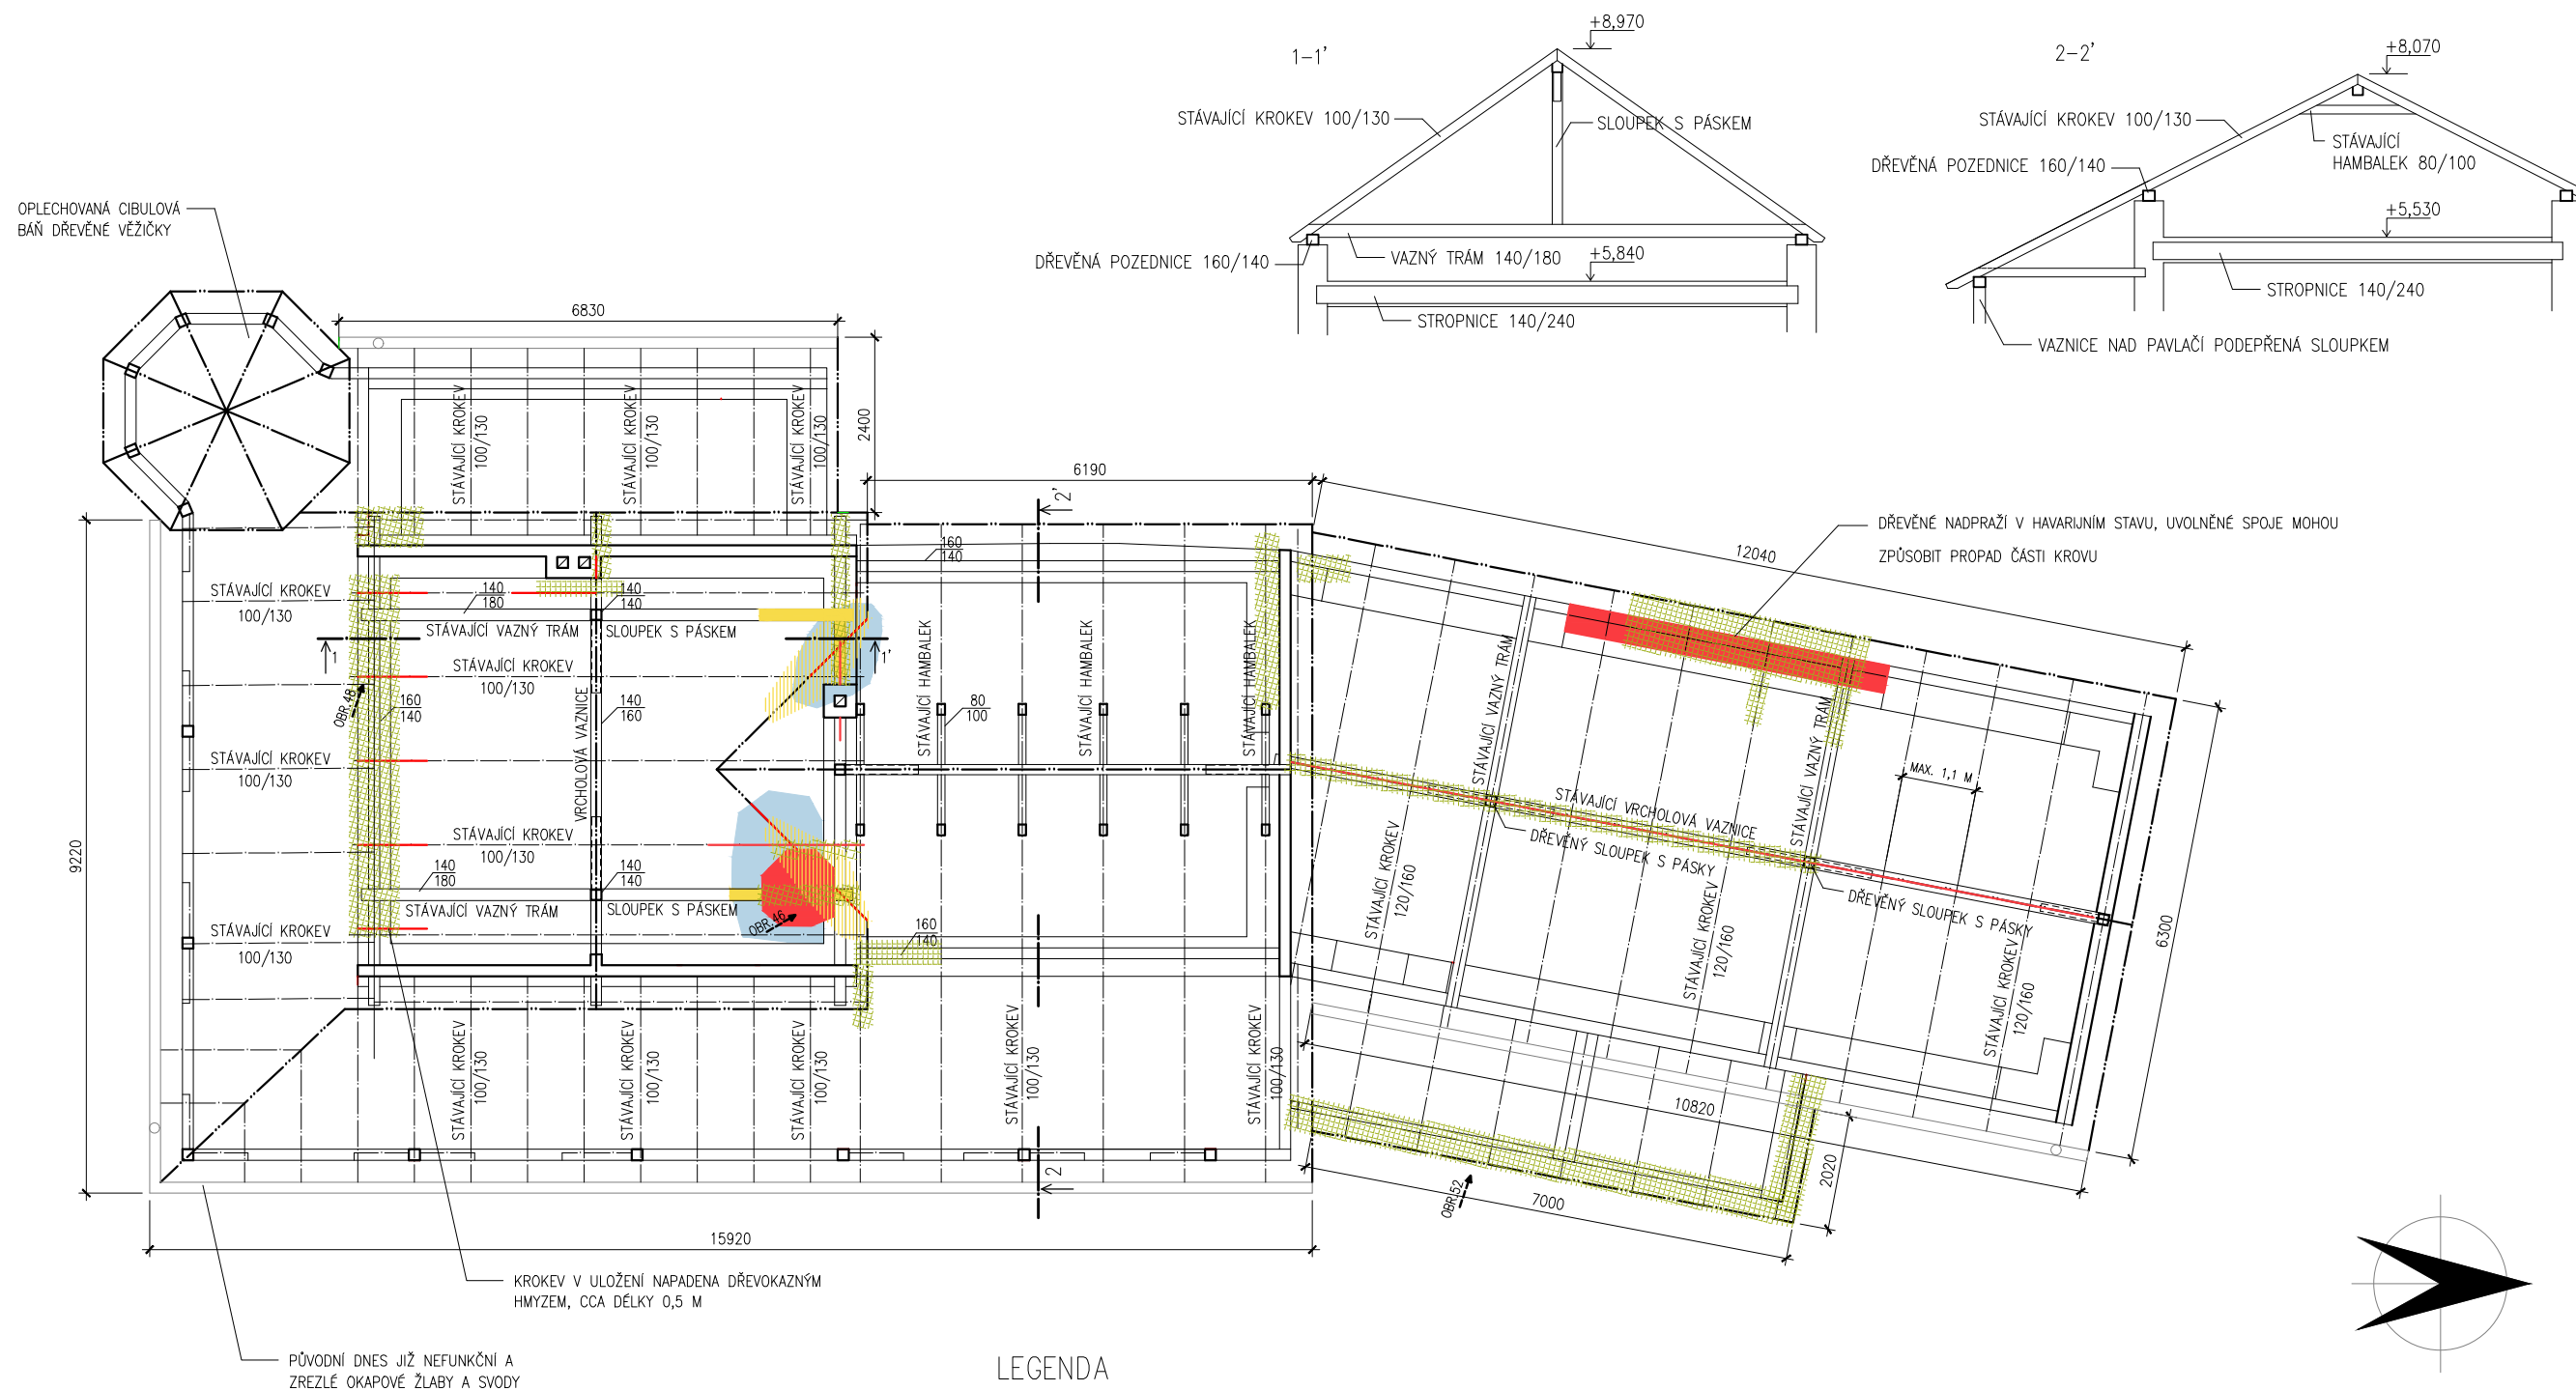 1-1'
+8,970
STÁVAJÍCÍ KROKEV 100/130
SLOUPEK S PÁSKEM
DŘEVĚNÁ POZEDNICE 160/140
VAZNÝ TRÁM 140/180
+5,840
STROPNICE 140/240
2-2'
+8,070
STÁVAJÍCÍ KROKEV 100/130
STÁVAJÍCÍ
HAMBALEK 80/100
DŘEVĚNÁ POZEDNICE 160/140
+5,530
STROPNICE 140/240
VAZNICE NAD PAVLAČÍ PODEPŘENÁ SLOUPKEM
OPLECHOVANÁ CIBULOVÁ
BÁŇ DŘEVĚNÉ VĚŽIČKY
6830
2400
STÁVAJÍCÍ KROKEV
100/130
STÁVAJÍCÍ KROKEV
100/130
STÁVAJÍCÍ KROKEV
100/130
6190
2'
12040
DŘEVĚNÉ NADPRAŽÍ V HAVARIJNÍM STAVU, UVOLNĚNÉ SPOJE MOHOU
ZPŮSOBIT PROPAD ČÁSTI KROVU
160
140
STÁVAJÍCÍ KROKEV
100/130
140
180
140
140
STÁVAJÍCÍ VAZNÝ TRÁM
SLOUPEK S PÁSKEM
1
1'
STÁVAJÍCÍ KROKEV
100/130
OBR.48
160
140
VRCHOLOVÁ VAZNICE
140
160
STÁVAJÍCÍ HAMBALEK
80
100
STÁVAJÍCÍ HAMBALEK
STÁVAJÍCÍ HAMBALEK
STÁVAJÍCÍ KROKEV
100/130
STÁVAJÍCÍ KROKEV
100/130
9220
140
180
140
140
STÁVAJÍCÍ VAZNÝ TRÁM
SLOUPEK S PÁSKEM
OBR.46
STÁVAJÍCÍ KROKEV
100/130
160
140
STÁVAJÍCÍ VAZNÝ TRÁM
STÁVAJÍCÍ VAZNÝ TRÁM
MAX. 1,1 M
STÁVAJÍCÍ VRCHOLOVÁ VAZNICE
DŘEVĚNÝ SLOUPEK S PÁSKY
DŘEVĚNÝ SLOUPEK S PÁSKY
STÁVAJÍCÍ KROKEV
120/160
STÁVAJÍCÍ KROKEV
120/160
STÁVAJÍCÍ KROKEV
120/160
6300
STÁVAJÍCÍ KROKEV
100/130
STÁVAJÍCÍ KROKEV
100/130
STÁVAJÍCÍ KROKEV
100/130
STÁVAJÍCÍ KROKEV
100/130
STÁVAJÍCÍ KROKEV
100/130
10820
2020
7000
OBR.52
2
15920
KROKEV V ULOŽENÍ NAPADENA DŘEVOKAZNÝM
HMYZEM, CCA DÉLKY 0,5 M
PŮVODNÍ DNES JIŽ NEFUNKČNÍ A
ZREZLÉ OKAPOVÉ ŽLABY A SVODY
LEGENDA